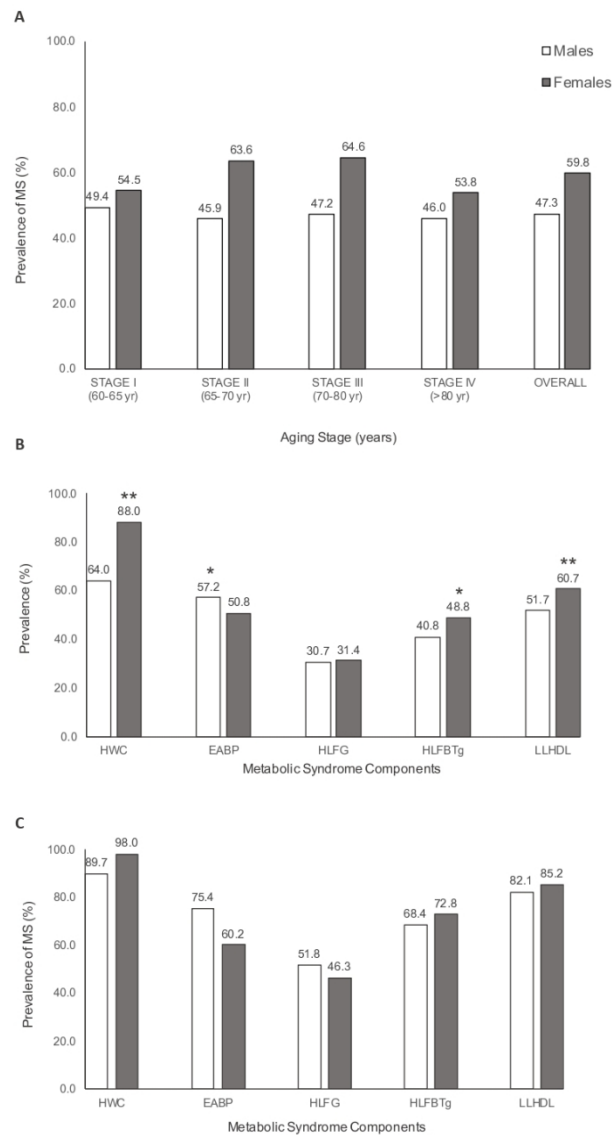 A
100.0
80.0
60.0
40.0
20.0
0.0
Prevalence of MS (%)
Males
Females
49.4 54.5 45.9 63.6 47.2 64.6 46.0 53.8 47.3 59.8
STAGE I STAGE II STAGE III STAGE IV OVERALL
(60-65 yr) (65-70 yr) (70-80 yr) (>80 yr)
Aging Stage (years)
B
100.0
80.0
60.0
40.0
20.0
0.0
Prevalence (%)
** * * **
64.0 88.0 57.2 50.8 30.7 31.4 40.8 48.8 51.7 60.7
HWC EABP HLFG HLFBTg LLHDL
Metabolic Syndrome Components
C
100.0
80.0
60.0
40.0
20.0
0.0
Prevalence of MS (%)
89.7 98.0 75.4 60.2 51.8 46.3 68.4 72.8 82.1 85.2
HWC EABP HLFG HLFBTg LLHDL
Metabolic Syndrome Components